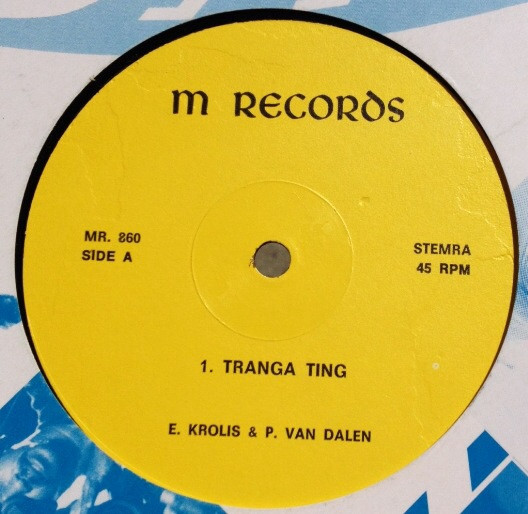 M RECORDS
MR. 860
SIDE A
STEMRA
45 RPM
1. TRANGA TING
E. KROLIS & P. VAN DALEN